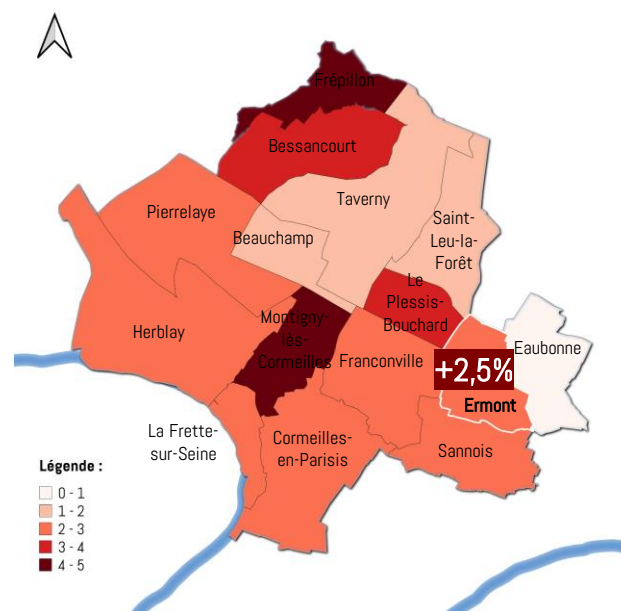 Frépillon
Bessancourt
Taverny
Pierrelaye
Beauchamp
Saint-
Leu-la-
Forêt
Le
Plessis-
Bouchard
Herblay
Montigny-
lès-
Cormeilles
Franconville
Eaubonne
+2,5%
Ermont
La Frette-
sur-Seine
Cormeilles-
en-Parisis
Sannois
Légende :
0 - 1
1 - 2
2 - 3
3 - 4
4 - 5